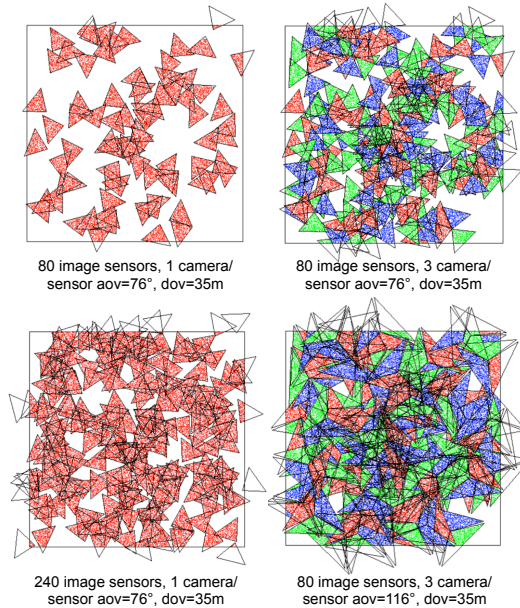 80 image sensors, 1 camera/
sensor aov=76°, dov=35m
80 image sensors, 3 camera/
sensor aov=76°, dov=35m
240 image sensors, 1 camera/
sensor aov=76°, dov=35m
80 image sensors, 3 camera/
sensor aov=116°, dov=35m